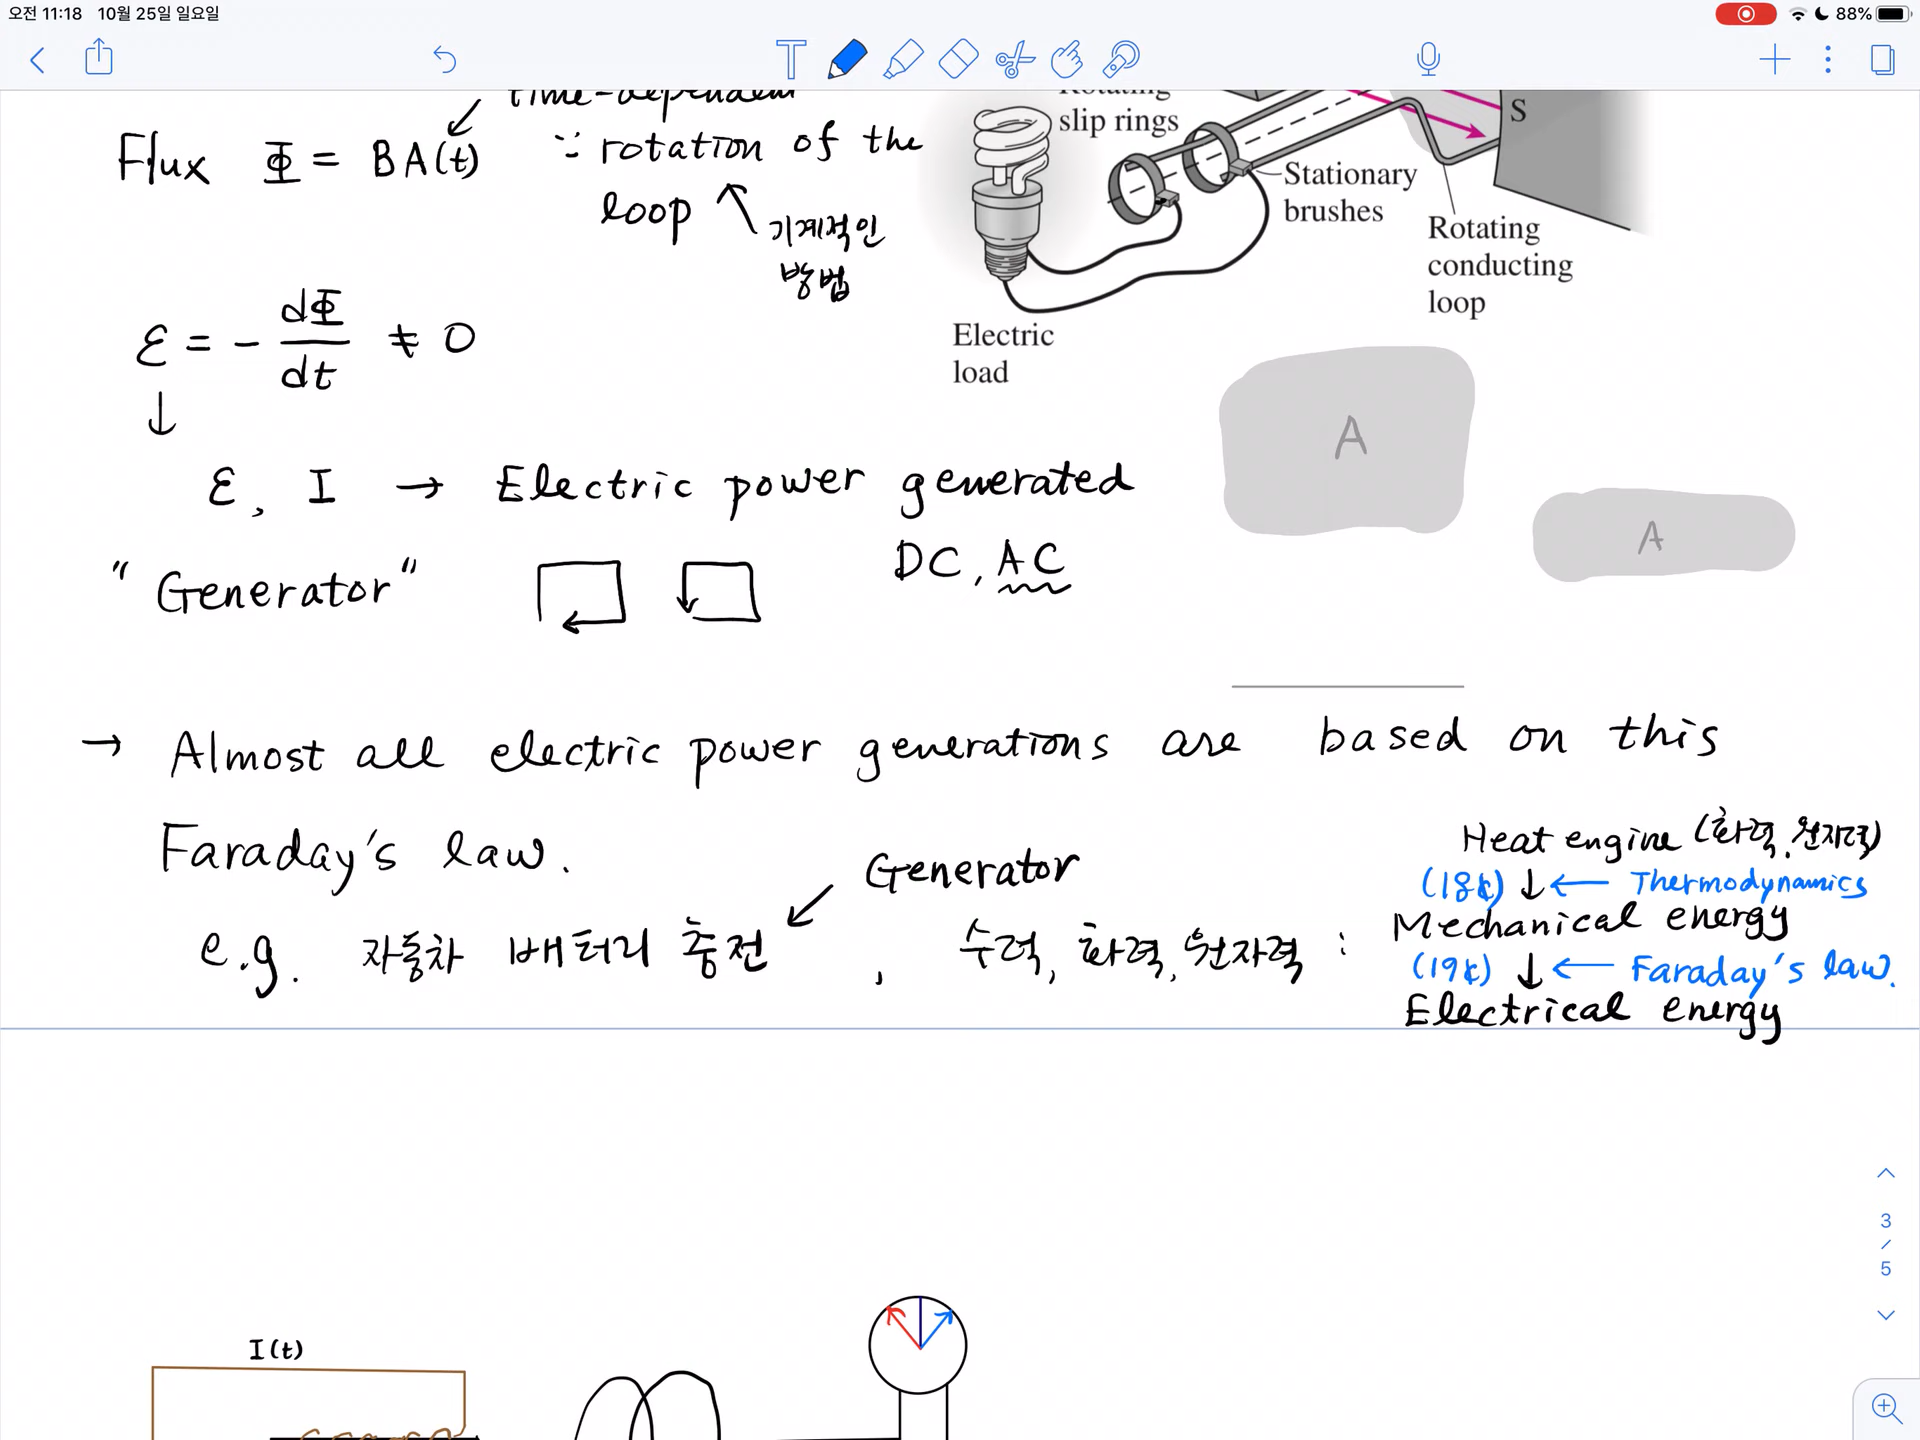 오전 11:18 10월 25일 일요일
88%
time-dependent
Flux Φ = BA(t) ∵ rotation of the
loop
기계적인
방법
Rotating
slip rings
S
Stationary
brushes
Rotating
conducting
loop
Electric
load
ε = - dΦ/dt ≠ 0
↓
A
ε, I → Electric power generated
A
DC, AC
"Generator"
→ Almost all electric power generations are based on this
Faraday's law.
Generator
e.g. 자동차 배터리 충전, 수력, 화력, 원자력 :
Heat engine (화력, 원자력)
(18c) ↓ ← Thermodynamics
Mechanical energy
(19c) ↓ ← Faraday's law.
Electrical energy
3
/
5
I(t)